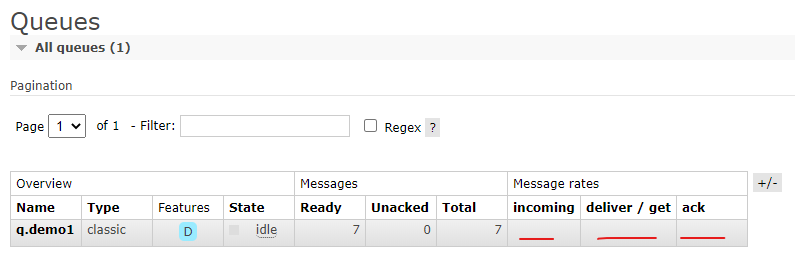 Queues
All queues (1)
Pagination
Page 1 of 1 - Filter: Regex ?
Overview Messages Message rates +/-
Name Type Features State Ready Unacked Total incoming deliver / get ack
q.demo1 classic D idle 7 0 7